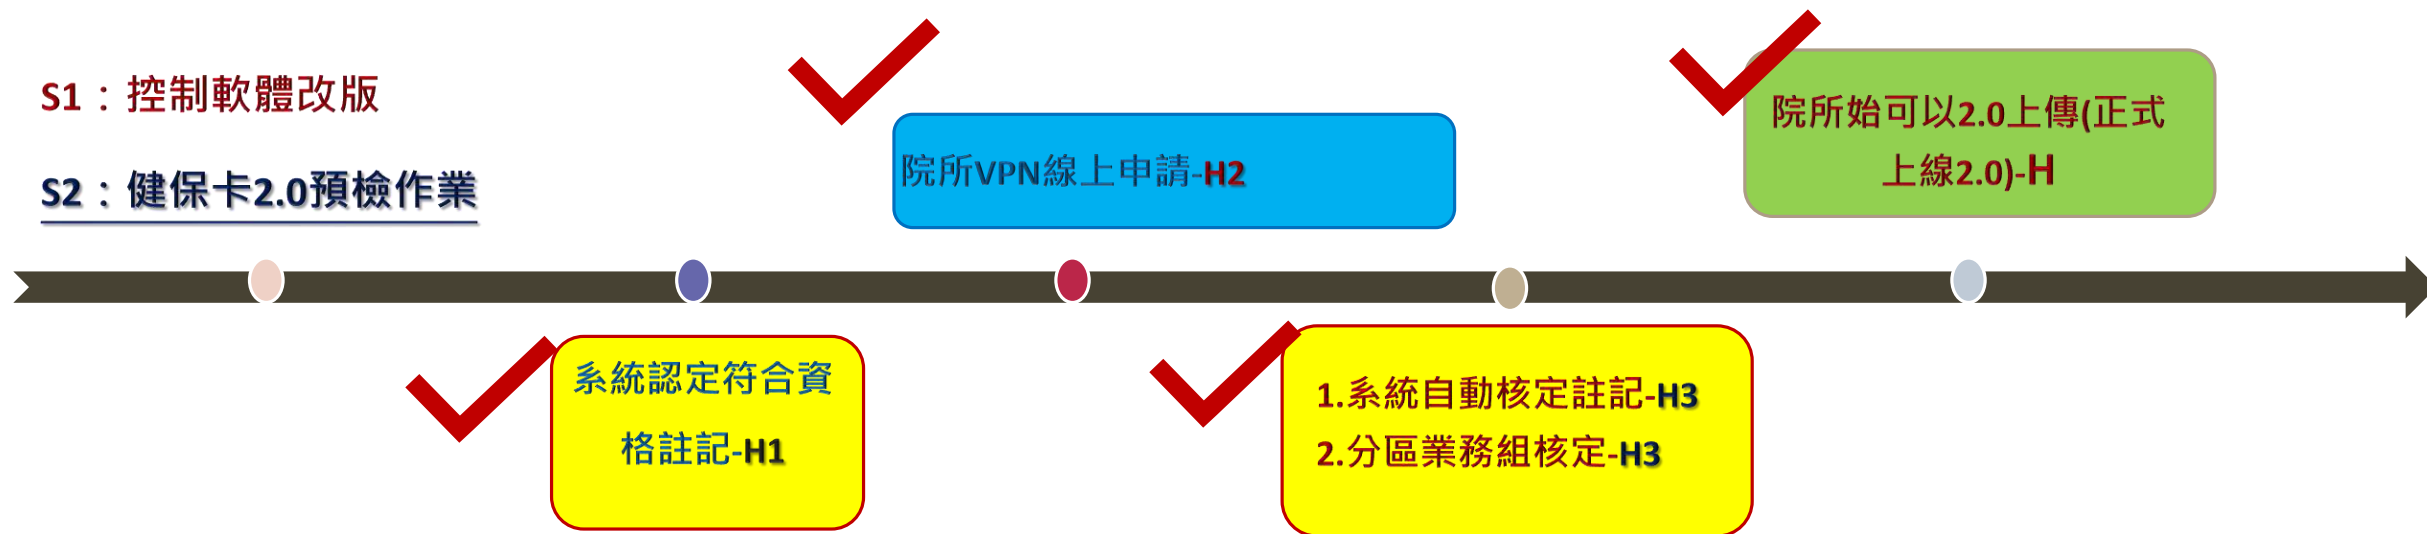 S1：控制軟體改版
S2：健保卡2.0預檢作業
院所VPN線上申請-H2
院所始可以2.0上傳(正式
上線2.0)-H
系統認定符合資
格註記-H1
1.系統自動核定註記-H3
2.分區業務組核定-H3